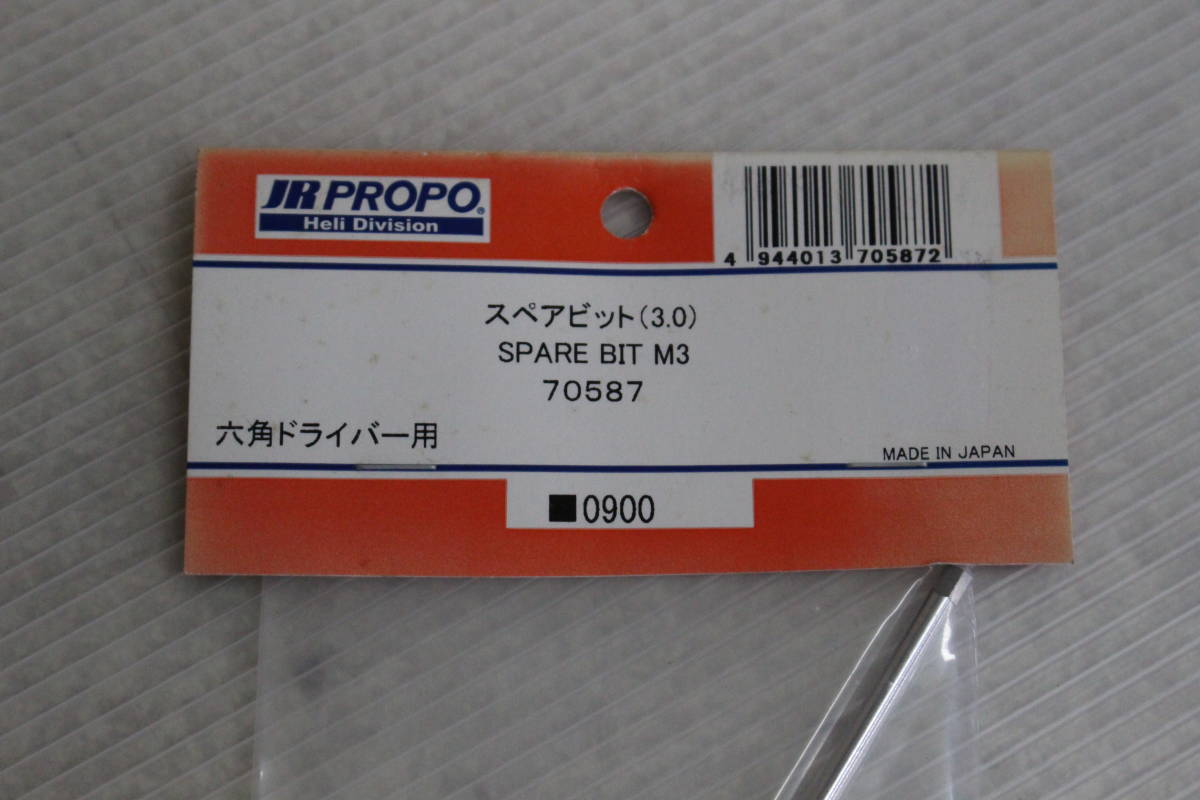 JR PROPO®
Heli Division
4 944013 705872
スペアビット(3.0)
SPARE BIT M3
70587
六角ドライバー用
MADE IN JAPAN
■0900